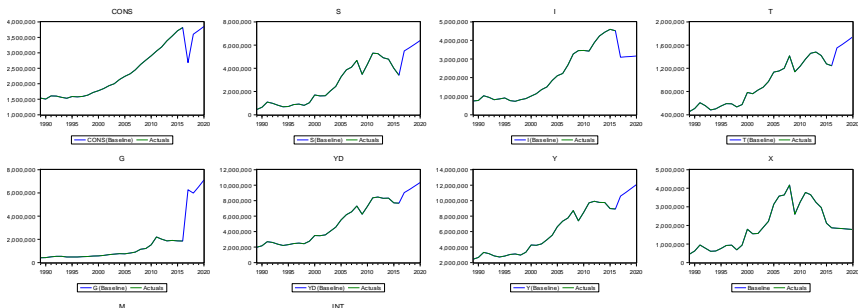 CONS
4,000,000
3,500,000
3,000,000
2,500,000
2,000,000
1,500,000
1,000,000
1990 1995 2000 2005 2010 2015 2020
CONS (Baseline) Actuals
S
8,000,000
6,000,000
4,000,000
2,000,000
0
1990 1995 2000 2005 2010 2015 2020
S (Baseline) Actuals
I
5,000,000
4,000,000
3,000,000
2,000,000
1,000,000
0
1990 1995 2000 2005 2010 2015 2020
I (Baseline) Actuals
T
2,000,000
1,600,000
1,200,000
800,000
400,000
1990 1995 2000 2005 2010 2015 2020
T (Baseline) Actuals
G
8,000,000
6,000,000
4,000,000
2,000,000
0
1990 1995 2000 2005 2010 2015 2020
G (Baseline) Actuals
YD
12,000,000
10,000,000
8,000,000
6,000,000
4,000,000
2,000,000
0
1990 1995 2000 2005 2010 2015 2020
YD (Baseline) Actuals
Y
14,000,000
12,000,000
10,000,000
8,000,000
6,000,000
4,000,000
2,000,000
1990 1995 2000 2005 2010 2015 2020
Y (Baseline) Actuals
X
5,000,000
4,000,000
3,000,000
2,000,000
1,000,000
0
1990 1995 2000 2005 2010 2015 2020
Baseline Actuals
M
INT